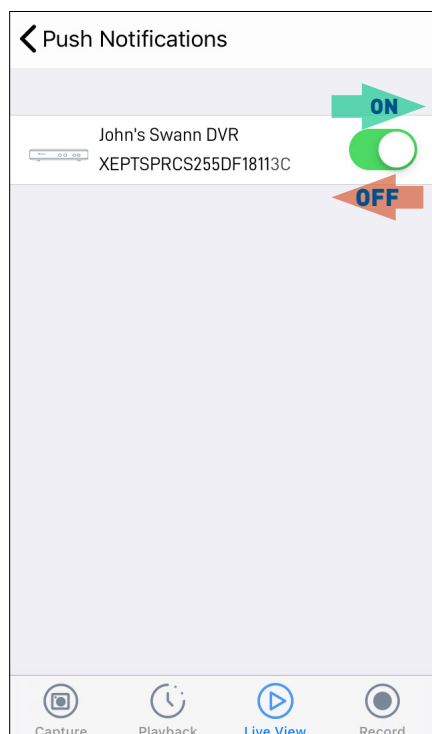 Push Notifications
ON
John's Swann DVR
XEPTSPRCS255DF18113C
OFF
Capture
Playback
Live View
Record